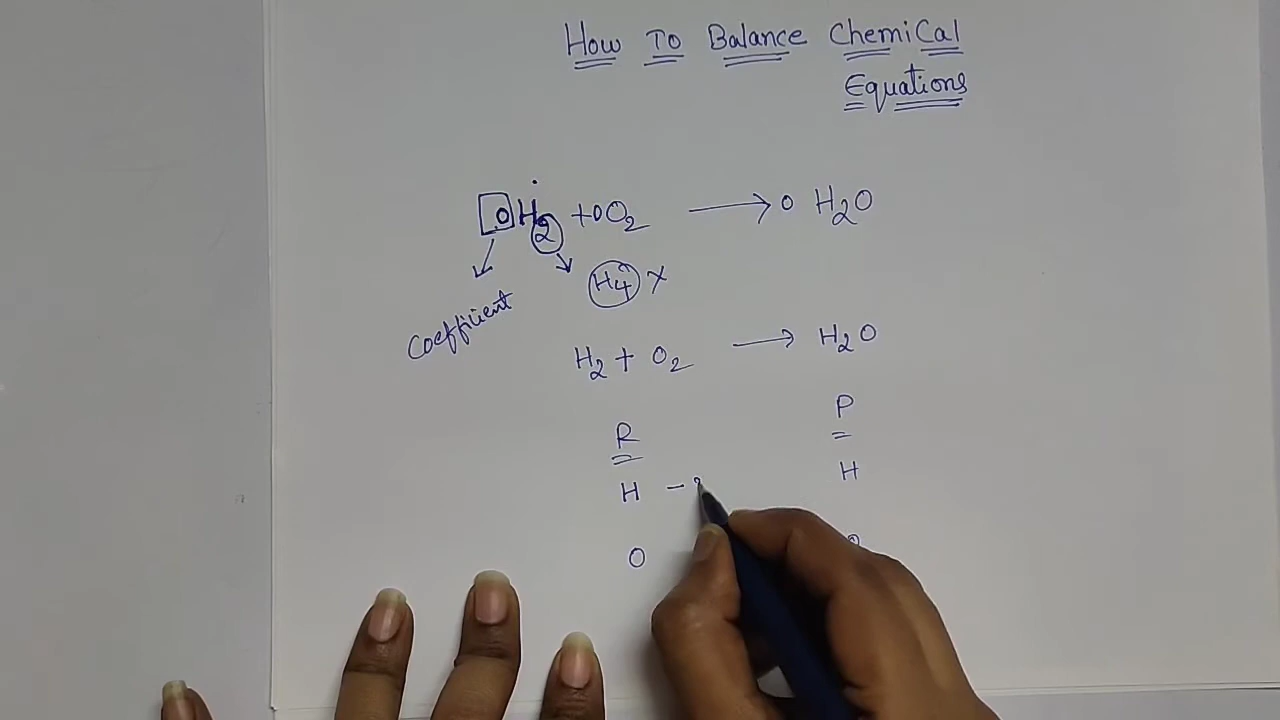 How To Balance Chemical
Equations
0 H2 + 0 O2 → 0 H2O
H4 X
Coefficient
H2 + O2 → H2O
R P
H – H
O